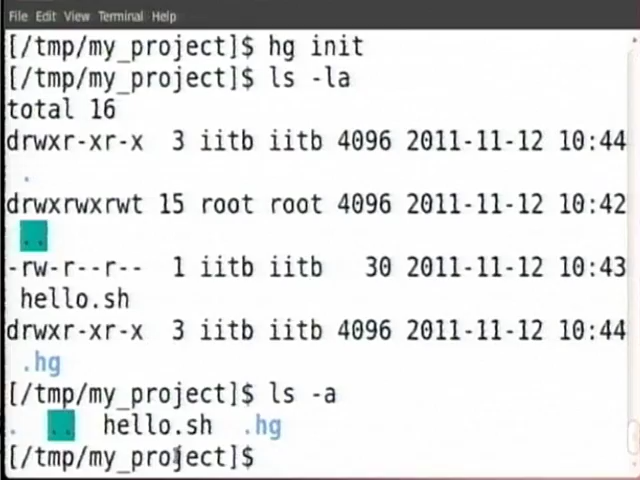 File Edit View Terminal Help
[/tmp/my_project]$ hg init
[/tmp/my_project]$ ls -la
total 16
drwxr-xr-x  3 iitb iitb 4096 2011-11-12 10:44
 .
drwxrwxrwt 15 root root 4096 2011-11-12 10:42
 ..
-rw-r--r--  1 iitb iitb   30 2011-11-12 10:43
 hello.sh
drwxr-xr-x  3 iitb iitb 4096 2011-11-12 10:44
 .hg
[/tmp/my_project]$ ls -a
.  ..  hello.sh  .hg
[/tmp/my_project]$